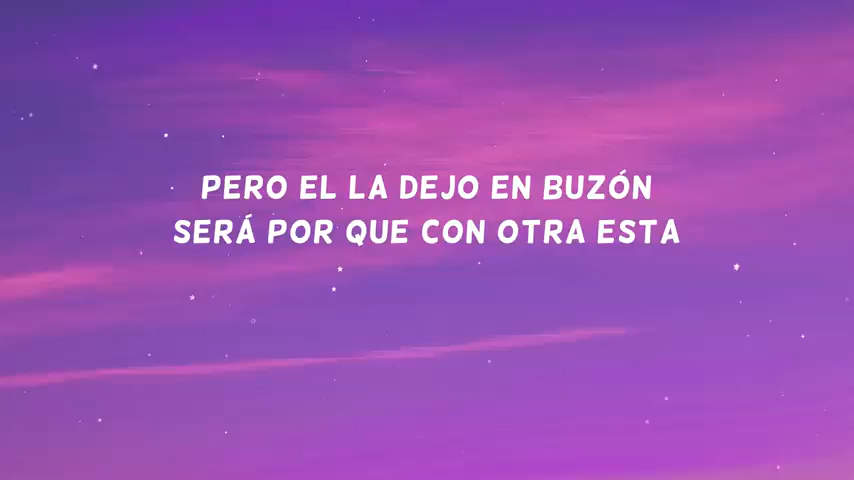 PERO EL LA DEJO EN BUZÓN
SERÁ POR QUE CON OTRA ESTA